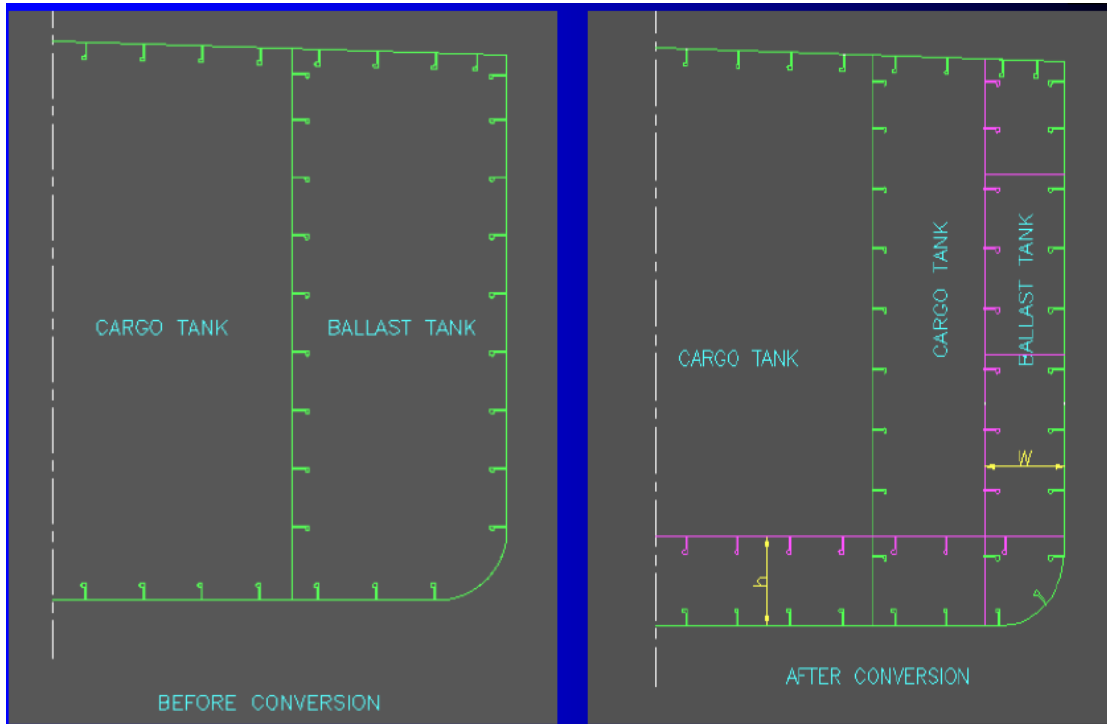 CARGO TANK
BALLAST TANK
BEFORE CONVERSION
CARGO TANK
CARGO TANK
BALLAST TANK
W
h
AFTER CONVERSION